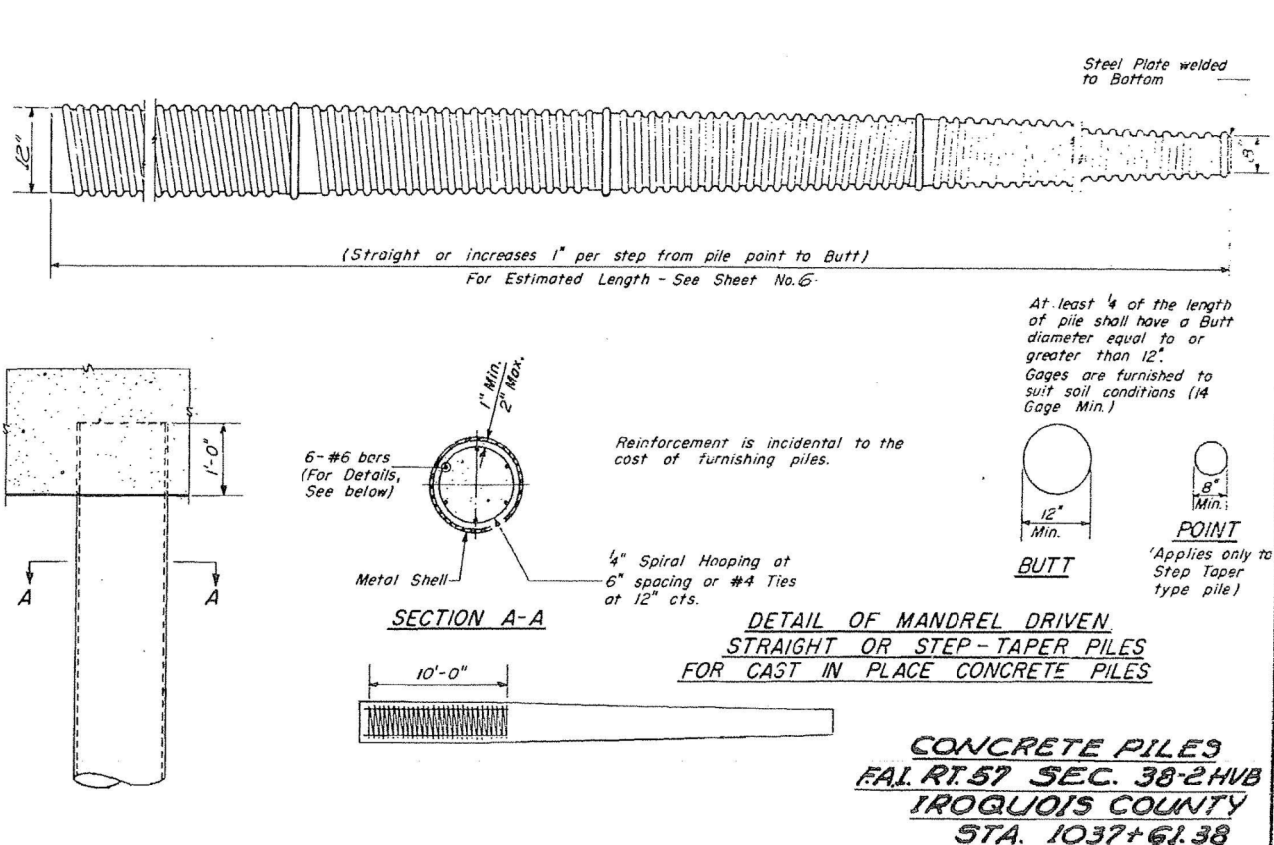 Steel Plate welded
to Bottom
12"
8"
(Straight or increases 1" per step from pile point to Butt)
For Estimated Length - See Sheet No. 6
At least 1/4 of the length
of pile shall have a Butt
diameter equal to or
greater than 12".
Gages are furnished to
suit soil conditions (14
Gage Min.)
1'-0"
1" Min.
2" Max.
6-#6 bars
(For Details,
See below)
Reinforcement is incidental to the
cost of furnishing piles.
12"
Min.
BUTT
8"
Min.
POINT
(Applies only to
Step Taper
type pile)
A
A
Metal Shell
1/4" Spiral Hooping at
6" spacing or #4 Ties
at 12" cts.
SECTION A-A
DETAIL OF MANDREL DRIVEN
STRAIGHT OR STEP-TAPER PILES
FOR CAST IN PLACE CONCRETE PILES
10'-0"
CONCRETE PILES
F.A.I. RT. 57 SEC. 38-2HVB
IROQUOIS COUNTY
STA. 1037+61.38